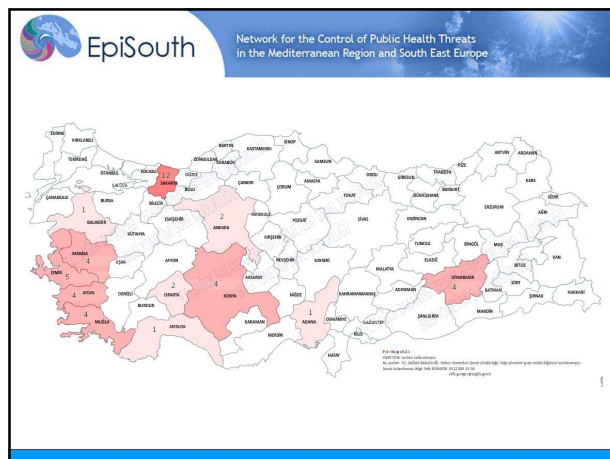 EpiSouth
Network for the Control of Public Health Threats
in the Mediterranean Region and South East Europe
EDİRNE
KIRKLARELİ
TEKİRDAĞ
İSTANBUL
YALOVA
KOCAELİ
12
SAKARYA
DÜZCE
ZONGULDAK
BARTIN
KARABÜK
KASTAMONU
SİNOP
SAMSUN
ORDU
GİRESUN
TRABZON
RİZE
ARTVİN
ARDAHAN
KARS
IĞDIR
AĞRI
ÇANAKKALE
BURSA
BİLECİK
BOLU
ÇANKIRI
ÇORUM
AMASYA
TOKAT
GÜMÜŞHANE
BAYBURT
ERZURUM
1
BALIKESİR
KÜTAHYA
ESKİŞEHİR
2
ANKARA
KIRIKKALE
YOZGAT
SİVAS
ERZİNCAN
KIRŞEHİR
TUNCELİ
BİNGÖL
MUŞ
MANİSA
4
UŞAK
AFYON
NEVŞEHİR
KAYSERİ
ELAZIĞ
BİTLİS
VAN
İZMİR
5
AKSARAY
MALATYA
DİYARBAKIR
4
BATMAN
SİİRT
ŞIRNAK
HAKKARİ
AYDIN
4
DENİZLİ
2
ISPARTA
4
KONYA
NİĞDE
KAHRAMANMARAŞ
ADIYAMAN
MARDİN
MUĞLA
4
BURDUR
1
ANTALYA
KARAMAN
MERSİN
1
ADANA
OSMANİYE
GAZİANTEP
KİLİS
ŞANLIURFA
HATAY